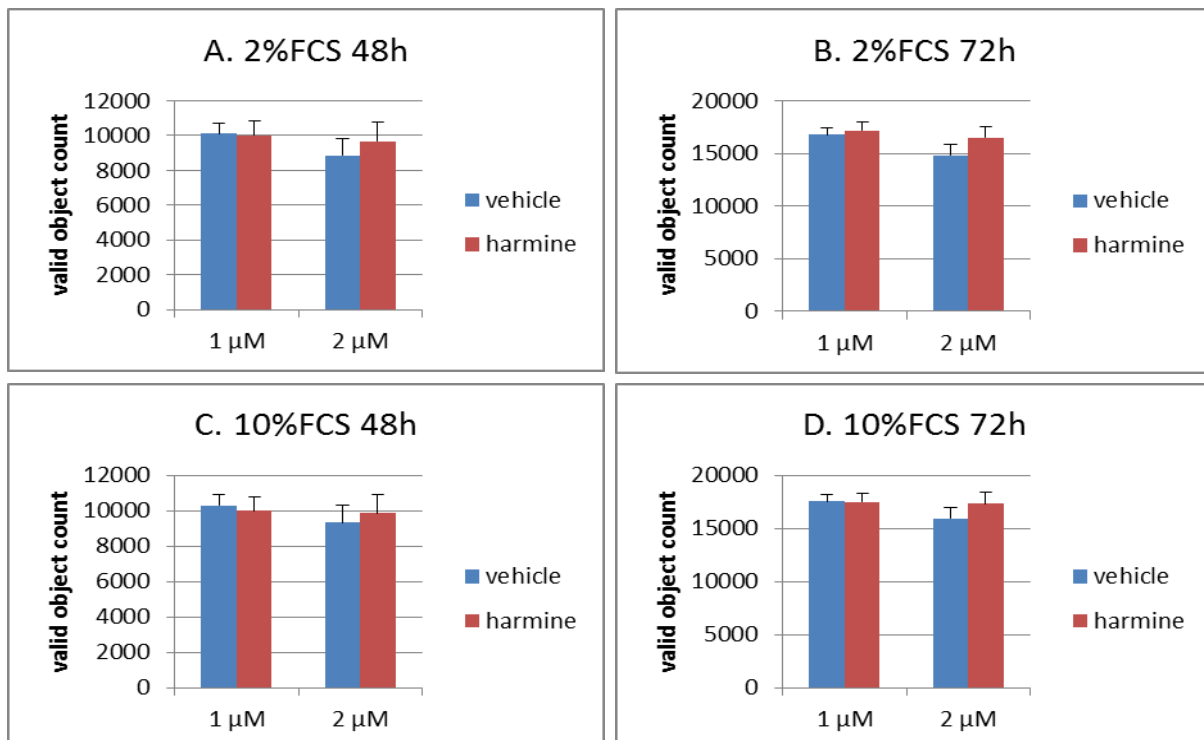 A. 2%FCS 48h
valid object count
12000
10000
8000
6000
4000
2000
0
1 µM 2 µM
vehicle
harmine
B. 2%FCS 72h
valid object count
20000
15000
10000
5000
0
1 µM 2 µM
vehicle
harmine
C. 10%FCS 48h
valid object count
12000
10000
8000
6000
4000
2000
0
1 µM 2 µM
vehicle
harmine
D. 10%FCS 72h
valid object count
20000
15000
10000
5000
0
1 µM 2 µM
vehicle
harmine